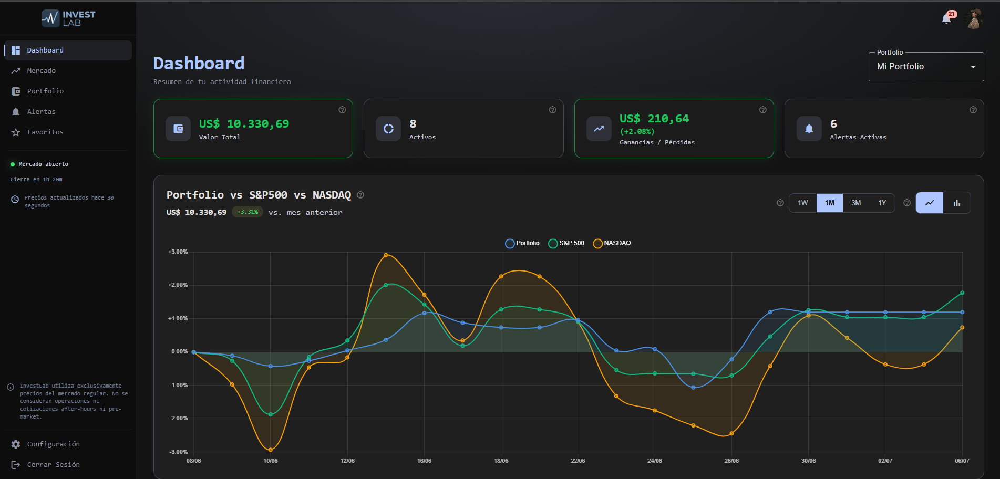 INVEST
LAB
21
Dashboard
Mercado
Portfolio
Alertas
Favoritos
Mercado abierto
Cierra en 1h 20m
Precios actualizados hace 30
segundos
InvestLab utiliza exclusivamente
precios del mercado regular. No se
consideran operaciones ni
cotizaciones after-hours ni pre-
market.
Configuración
Cerrar Sesión
Dashboard
Resumen de tu actividad financiera
Portfolio
Mi Portfolio
US$ 10.330,69
Valor Total
8
Activos
US$ 210,64
(+2.08%)
Ganancias / Pérdidas
6
Alertas Activas
Portfolio vs S&P500 vs NASDAQ
US$ 10.330,69 +3.31% vs. mes anterior
1W 1M 3M 1Y
Portfolio S&P 500 NASDAQ
+3.00%
+2.00%
+1.00%
0.00%
-1.00%
-2.00%
-3.00%
08/06 10/06 12/06 16/06 18/06 22/06 24/06 26/06 30/06 02/07 06/07